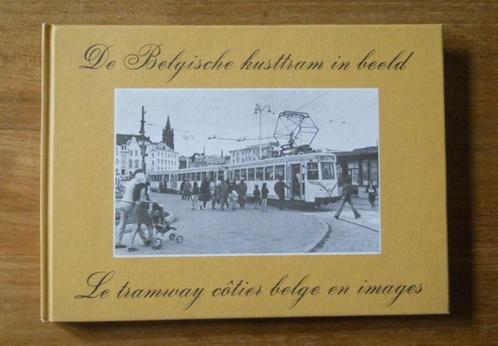 De Belgische kusttram in beeld
Le tramway côtier belge en images